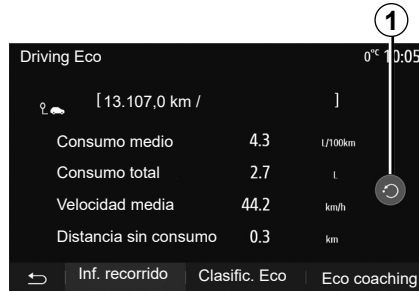 1
Driving Eco 0°C 10:05
[ 13.107,0 km / ]
Consumo medio 4.3 L/100km
Consumo total 2.7 L
Velocidad media 44.2 km/h
Distancia sin consumo 0.3 km
Inf. recorrido Clasific. Eco Eco coaching